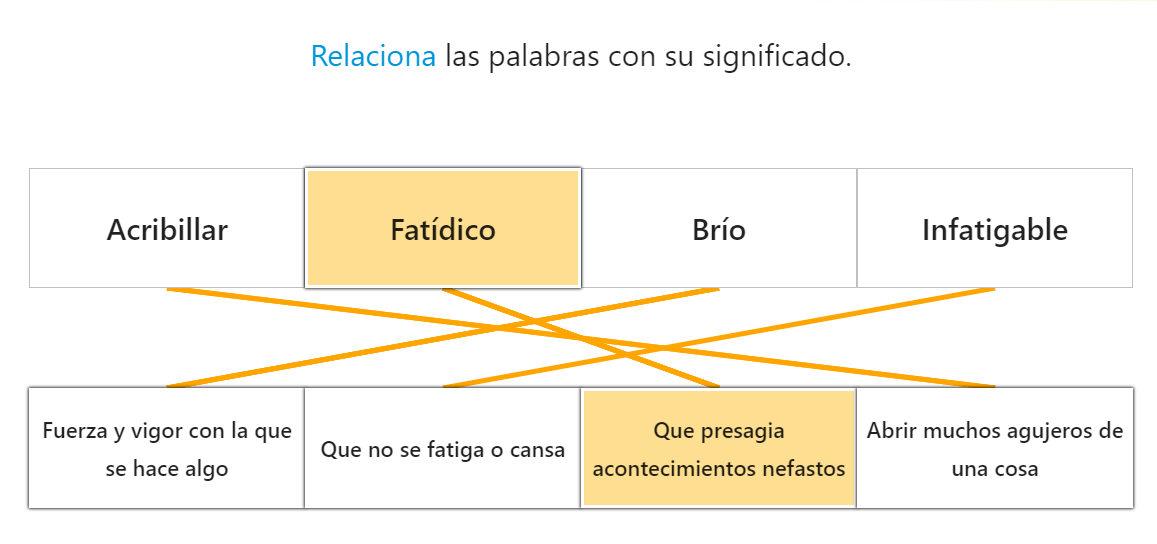 Relaciona las palabras con su significado.
Acribillar
Fatídico
Brío
Infatigable
Fuerza y vigor con la que
se hace algo
Que no se fatiga o cansa
Que presagia
acontecimientos nefastos
Abrir muchos agujeros de
una cosa